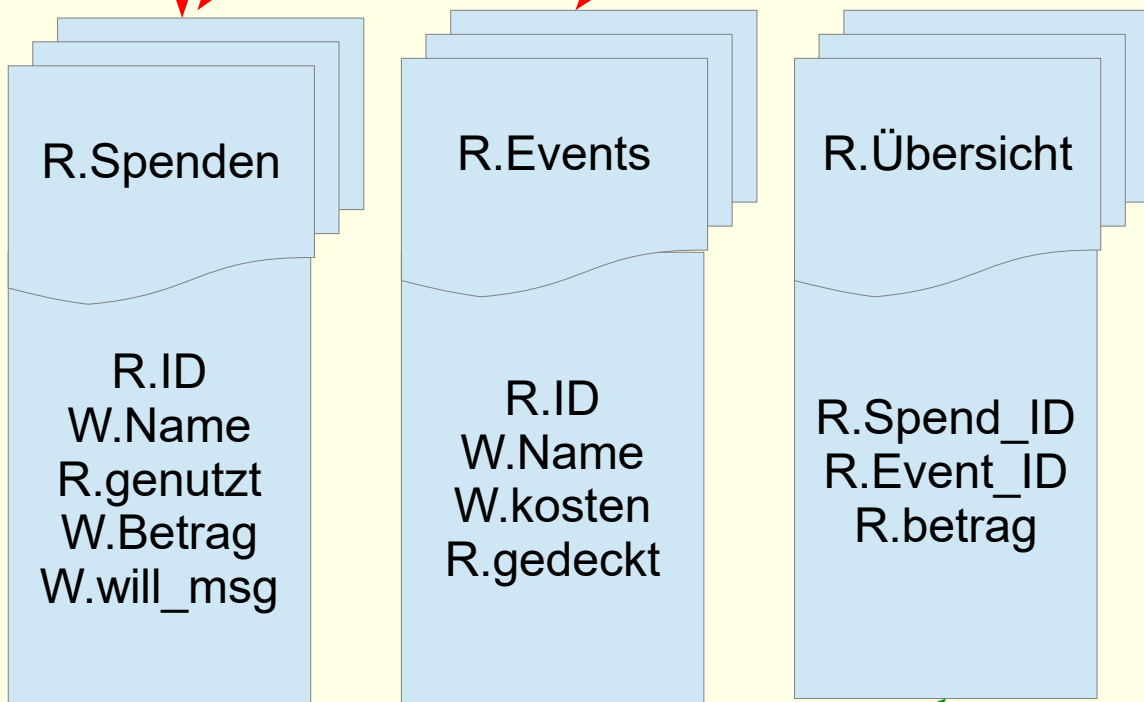 R.Spenden
R.ID
W.Name
R.genutzt
W.Betrag
W.will_msg
R.Events
R.ID
W.Name
W.kosten
R.gedeckt
R.Übersicht
R.Spend_ID
R.Event_ID
R.betrag